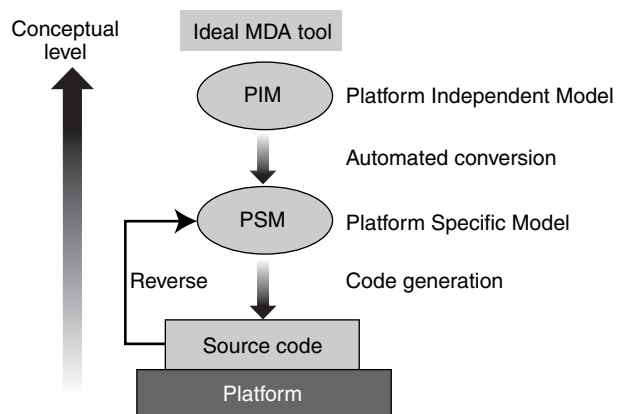 Conceptual
level
Ideal MDA tool
PIM
Platform Independent Model
Automated conversion
PSM
Platform Specific Model
Reverse
Code generation
Source code
Platform